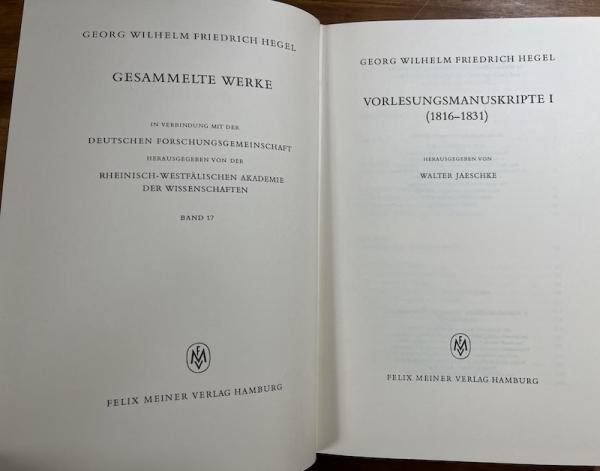 GEORG WILHELM FRIEDRICH HEGEL
GESAMMELTE WERKE
IN VERBINDUNG MIT DER
DEUTSCHEN FORSCHUNGSGEMEINSCHAFT
HERAUSGEGEBEN VON DER
RHEINISCH-WESTFÄLISCHEN AKADEMIE
DER WISSENSCHAFTEN
BAND 17
FMV
FELIX MEINER VERLAG HAMBURG
GEORG WILHELM FRIEDRICH HEGEL
VORLESUNGSMANUSKRIPTE I
(1816–1831)
HERAUSGEGEBEN VON
WALTER JAESCHKE
FMV
FELIX MEINER VERLAG HAMBURG